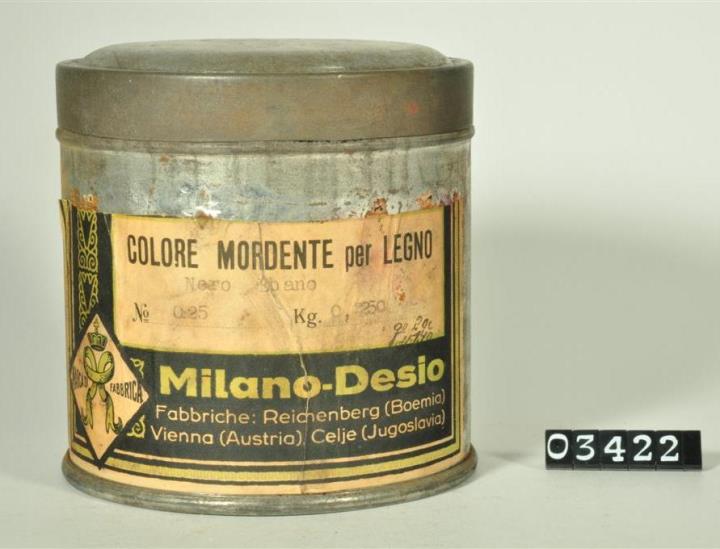 COLORE MORDENTE per LEGNO
Nero ebano
No 025 Kg. 0,250
FABBRICA
Milano-Desio
Fabbriche: Reichenberg (Boemia)
Vienna (Austria) Celje (Jugoslavia)
03422